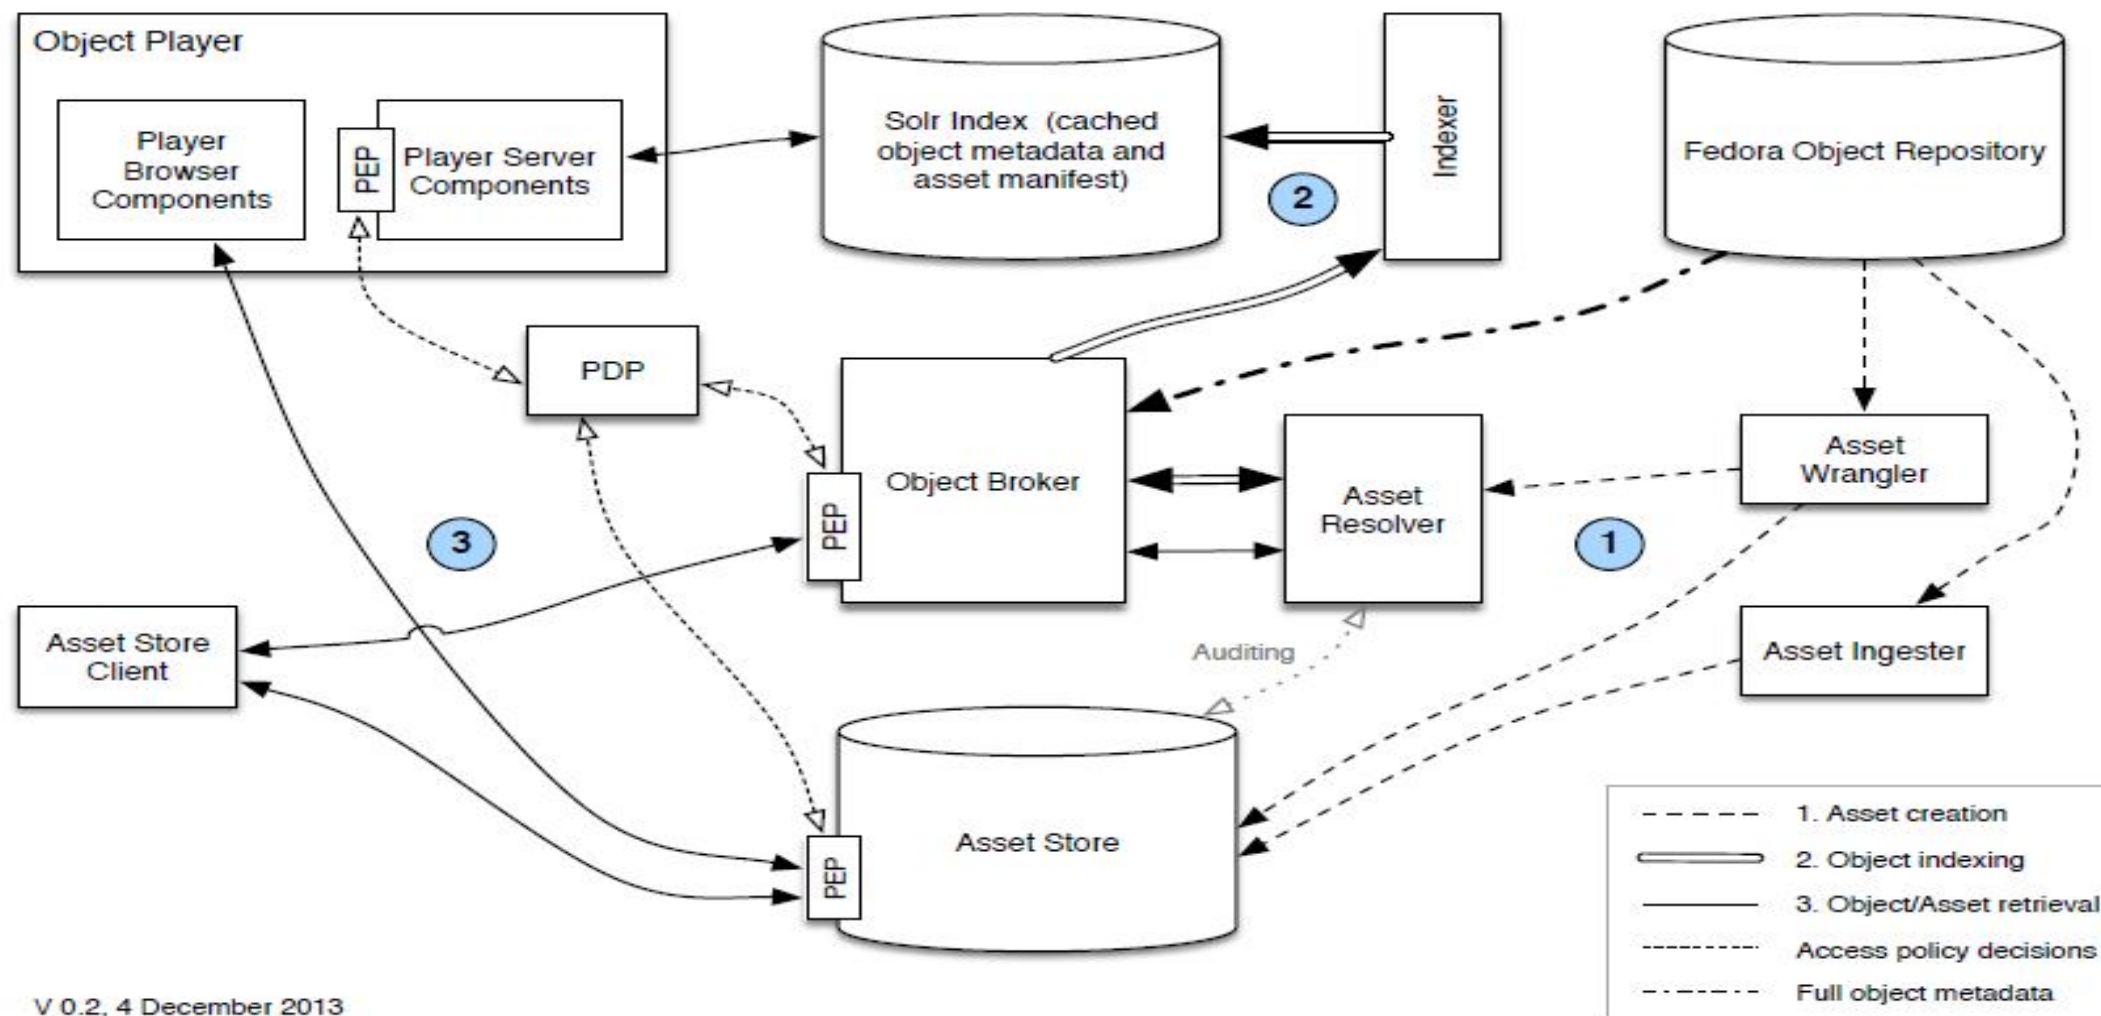 Object Player
Player
Browser
Components
PEP
Player Server
Components
Solr Index (cached
object metadata and
asset manifest)
2
Indexer
Fedora Object Repository
PDP
PEP
Object Broker
Asset
Resolver
Asset
Wrangler
1
3
Asset Store
Client
Auditing
Asset Ingester
PEP
Asset Store
1. Asset creation
2. Object indexing
3. Object/Asset retrieval
Access policy decisions
Full object metadata
V 0.2, 4 December 2013